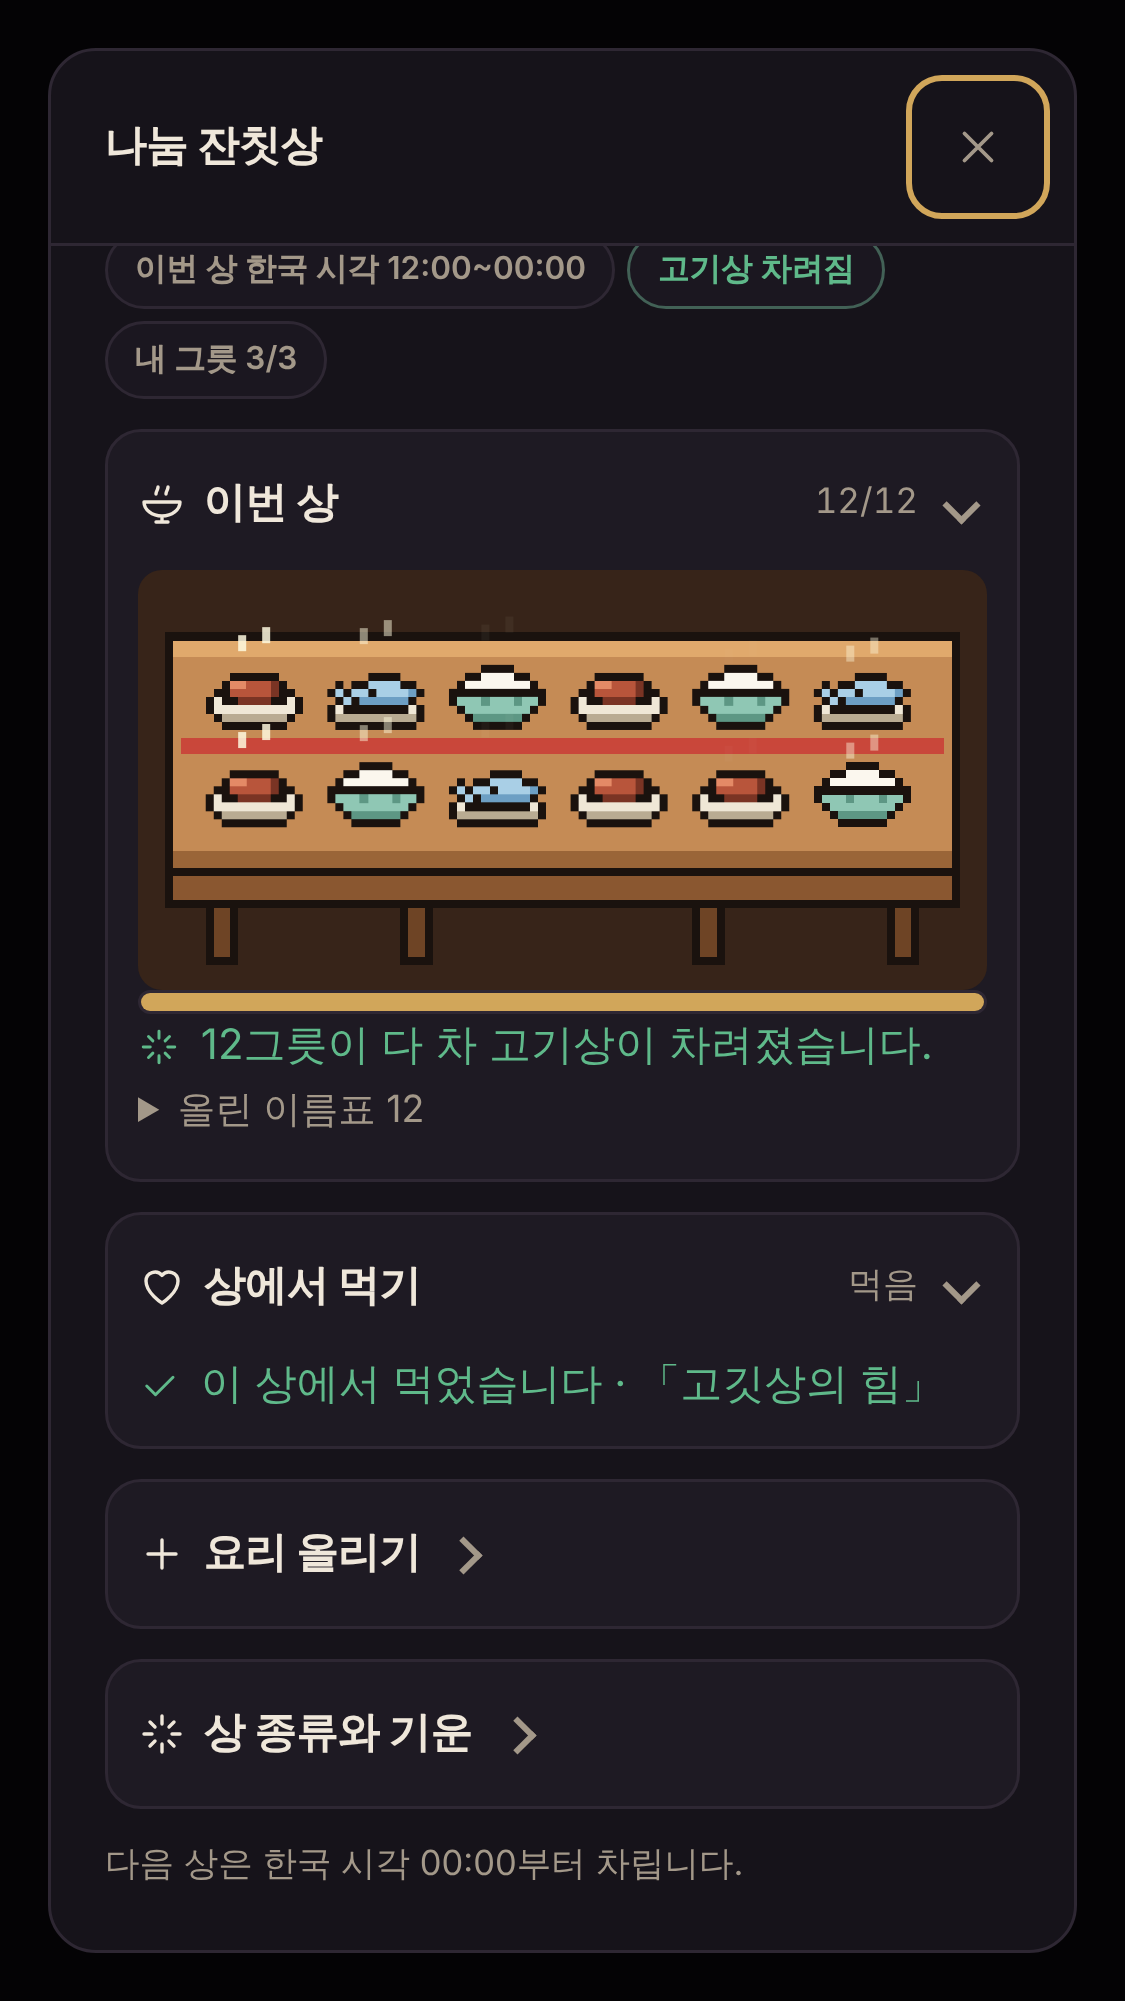 나눔 잔칫상
이번 상 한국 시각 12:00~00:00
고기상 차려짐
내 그릇 3/3
이번 상
12/12
12그릇이 다 차 고기상이 차려졌습니다.
▶ 올린 이름표 12
상에서 먹기
먹음
이 상에서 먹었습니다 · 「고깃상의 힘」
요리 올리기
상 종류와 기운
다음 상은 한국 시각 00:00부터 차립니다.